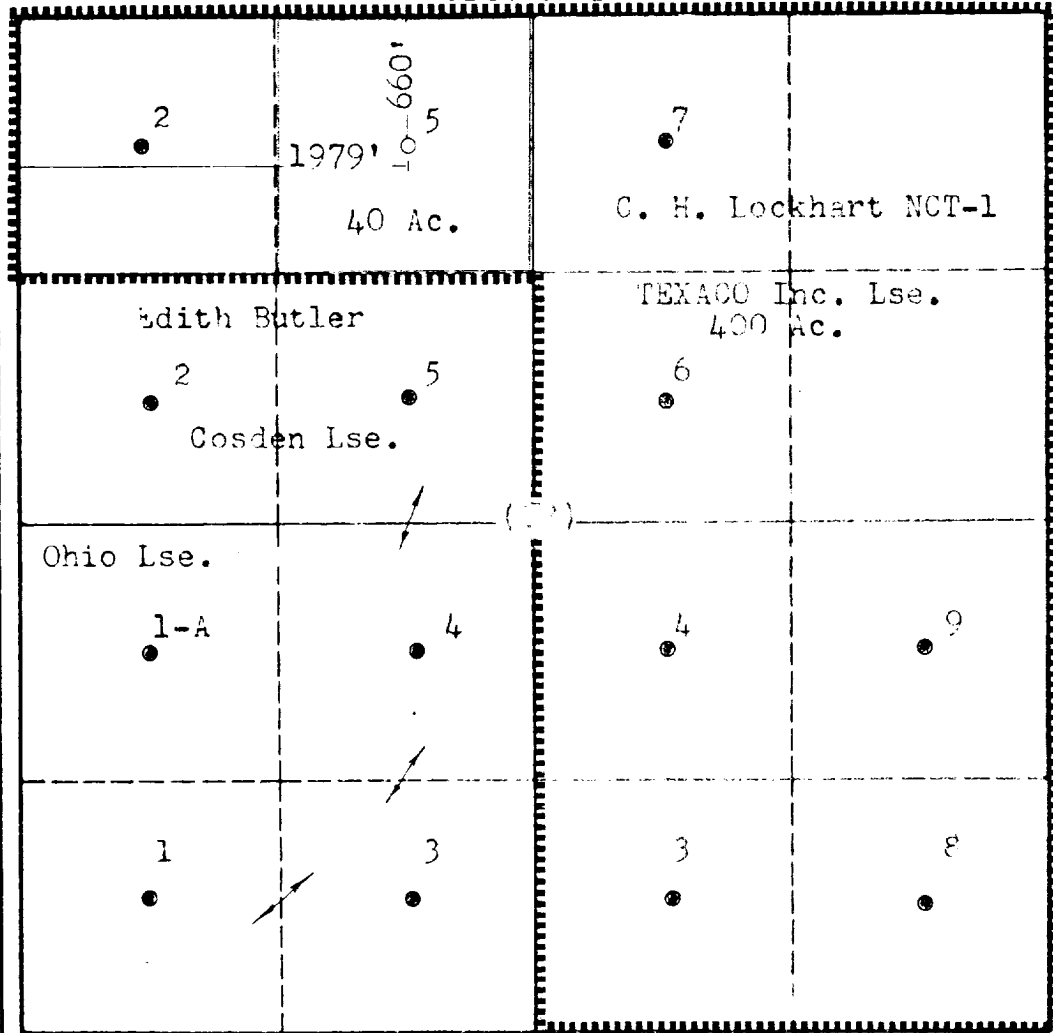 2
660'
5
7
1979'
40 Ac.
C. H. Lockhart NCT-1
Edith Butler
TEXACO Inc. Lse.
400 Ac.
2
5
6
Cosden Lse.
Ohio Lse.
1-A
4
4
9
1
3
3
8